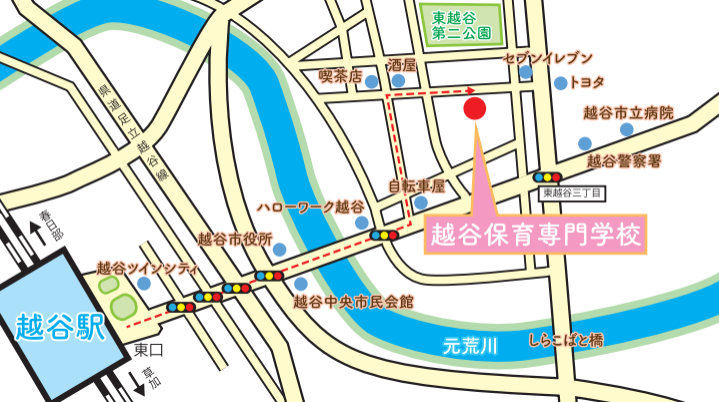 東越谷
第二公園
セブンイレブン
酒屋
喫茶店
トヨタ
県道足立越谷線
越谷市立病院
越谷警察署
自転車屋
東越谷三丁目
ハローワーク越谷
春日部
越谷保育専門学校
越谷市役所
越谷ツインシティ
越谷中央市民会館
越谷駅
東口
元荒川
しらこばと橋
草加